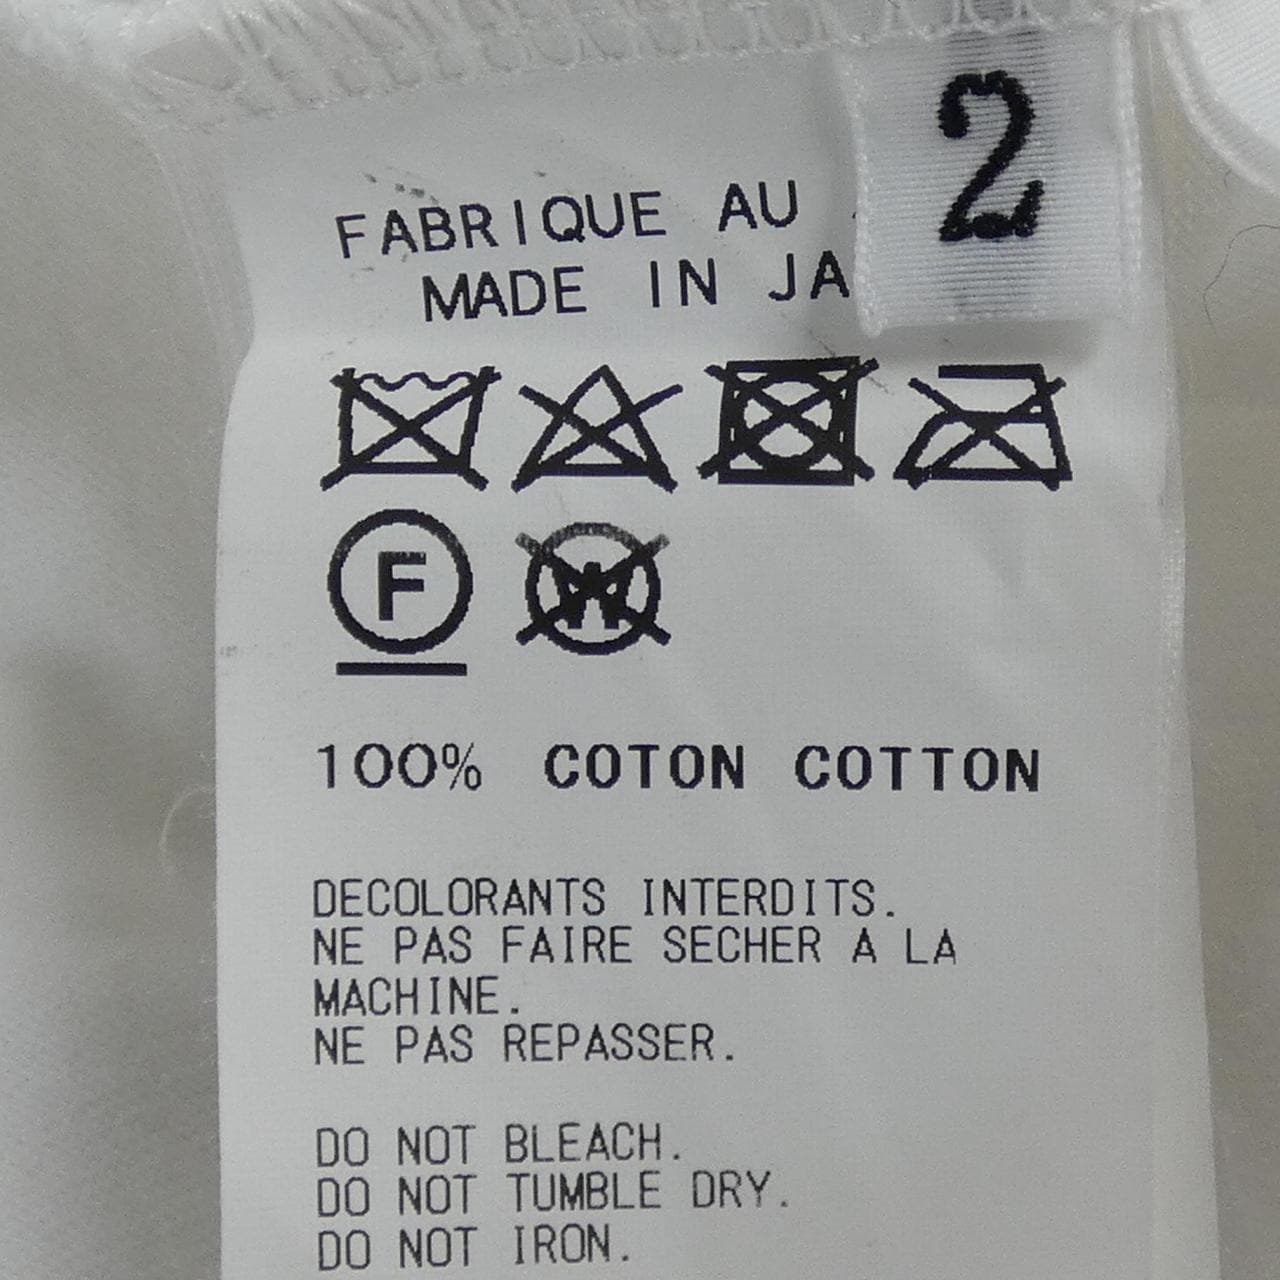 2
FABRIQUE AU
MADE IN JA
F
W
100% COTON COTTON
DECOLORANTS INTERDITS.
NE PAS FAIRE SECHER A LA
MACHINE.
NE PAS REPASSER.
DO NOT BLEACH.
DO NOT TUMBLE DRY.
DO NOT IRON.